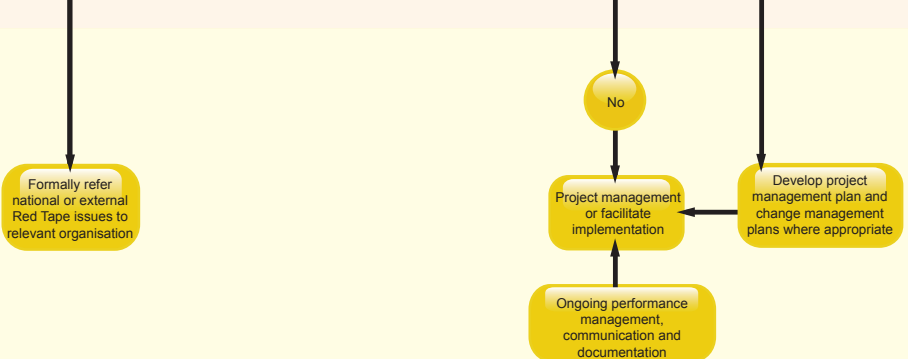 No
Formally refer
national or external
Red Tape issues to
relevant organisation
Project management
or facilitate
implementation
Develop project
management plan and
change management
plans where appropriate
Ongoing performance
management,
communication and
documentation